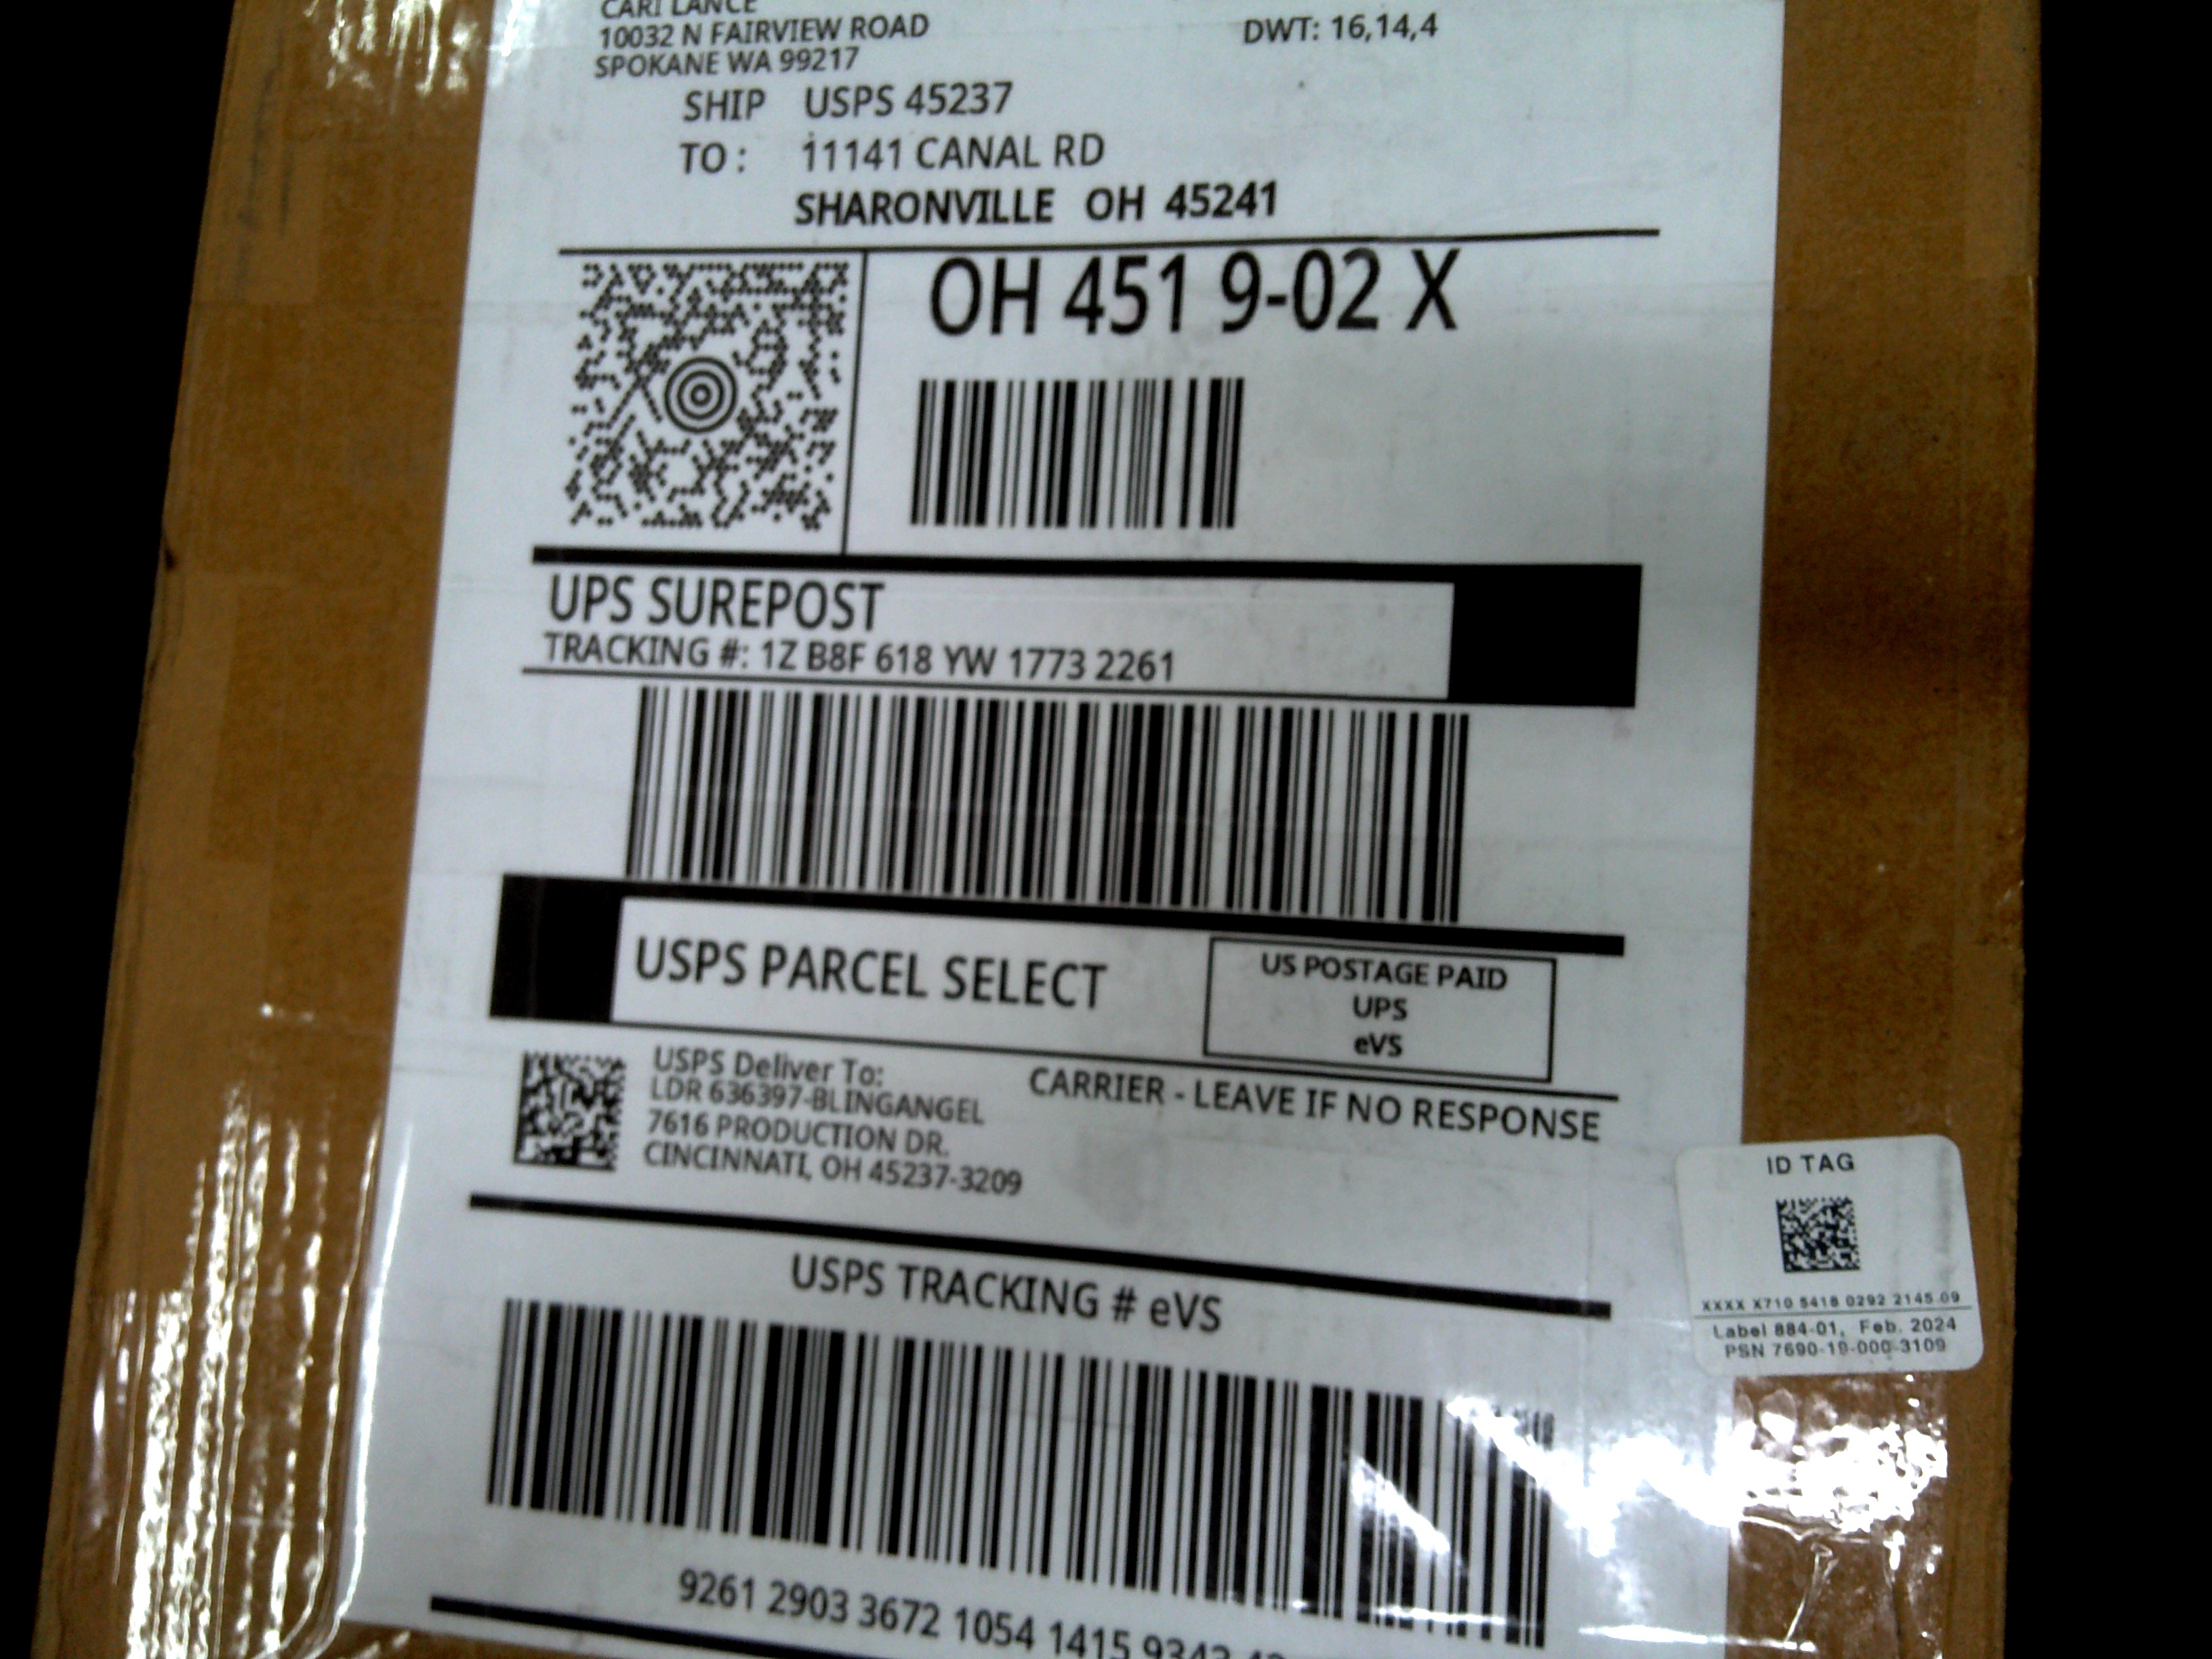 CARI LANCE
10032 N FAIRVIEW ROAD
SPOKANE WA 99217
DWT: 16,14,4
SHIP USPS 45237
TO: 11141 CANAL RD
SHARONVILLE OH 45241
OH 451 9-02 X
UPS SUREPOST
TRACKING #: 1Z B8F 618 YW 1773 2261
USPS PARCEL SELECT
US POSTAGE PAID
UPS
eVS
USPS Deliver To:
LDR 636397-BLINGANGEL
7616 PRODUCTION DR.
CINCINNATI, OH 45237-3209
CARRIER - LEAVE IF NO RESPONSE
USPS TRACKING # eVS
9261 2903 3672 1054 1415 9343
ID TAG
XXXX X710 5418 0292 2145 09
Label 884-01, Feb. 2024
PSN 7690-19-000-3109